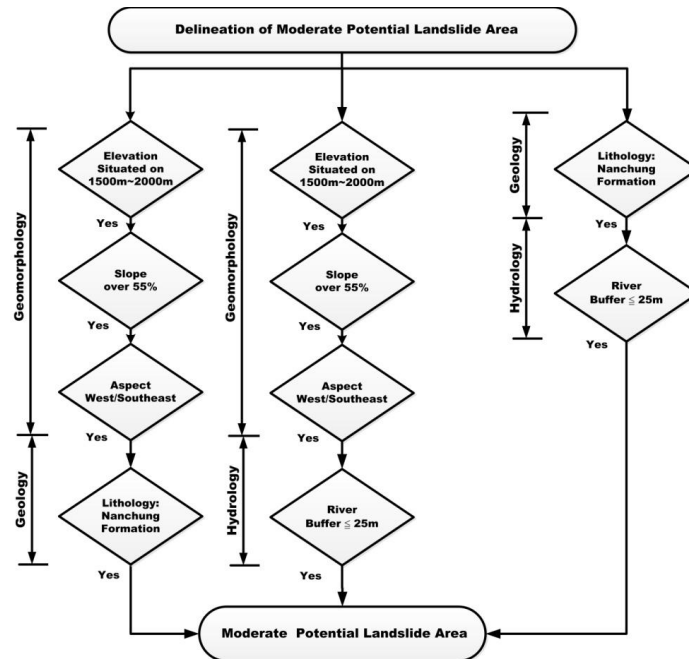 Delineation of Moderate Potential Landslide Area
Geomorphology
Elevation
Situated on
1500m~2000m
Yes
Slope
over 55%
Yes
Aspect
West/Southeast
Yes
Geology
Lithology:
Nanchung
Formation
Yes
Geomorphology
Elevation
Situated on
1500m~2000m
Yes
Slope
over 55%
Yes
Aspect
West/Southeast
Yes
Hydrology
River
Buffer ≦ 25m
Yes
Geology
Lithology:
Nanchung
Formation
Yes
Hydrology
River
Buffer ≦ 25m
Yes
Moderate Potential Landslide Area